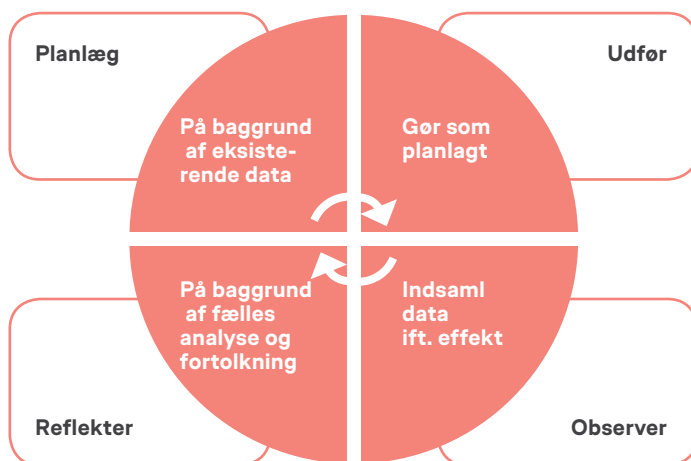 Planlæg
Udfør
På baggrund
af eksiste-
rende data
Gør som
planlagt
På baggrund
af fælles
analyse og
fortolkning
Indsaml
data
ift. effekt
Reflekter
Observer